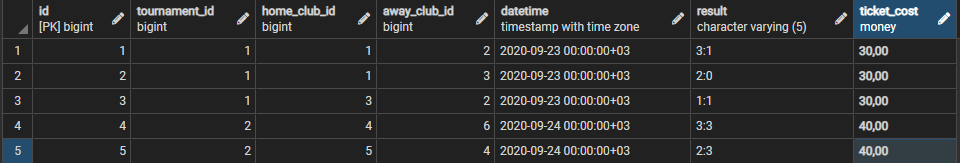 id tournament_id home_club_id away_club_id datetime result ticket_cost
[PK] bigint bigint bigint bigint timestamp with time zone character varying (5) money
1 1 1 1 2 2020-09-23 00:00:00+03 3:1 30,00
2 2 1 1 3 2020-09-23 00:00:00+03 2:0 30,00
3 3 1 3 2 2020-09-23 00:00:00+03 1:1 30,00
4 4 2 4 6 2020-09-24 00:00:00+03 3:3 40,00
5 5 2 5 4 2020-09-24 00:00:00+03 2:3 40,00